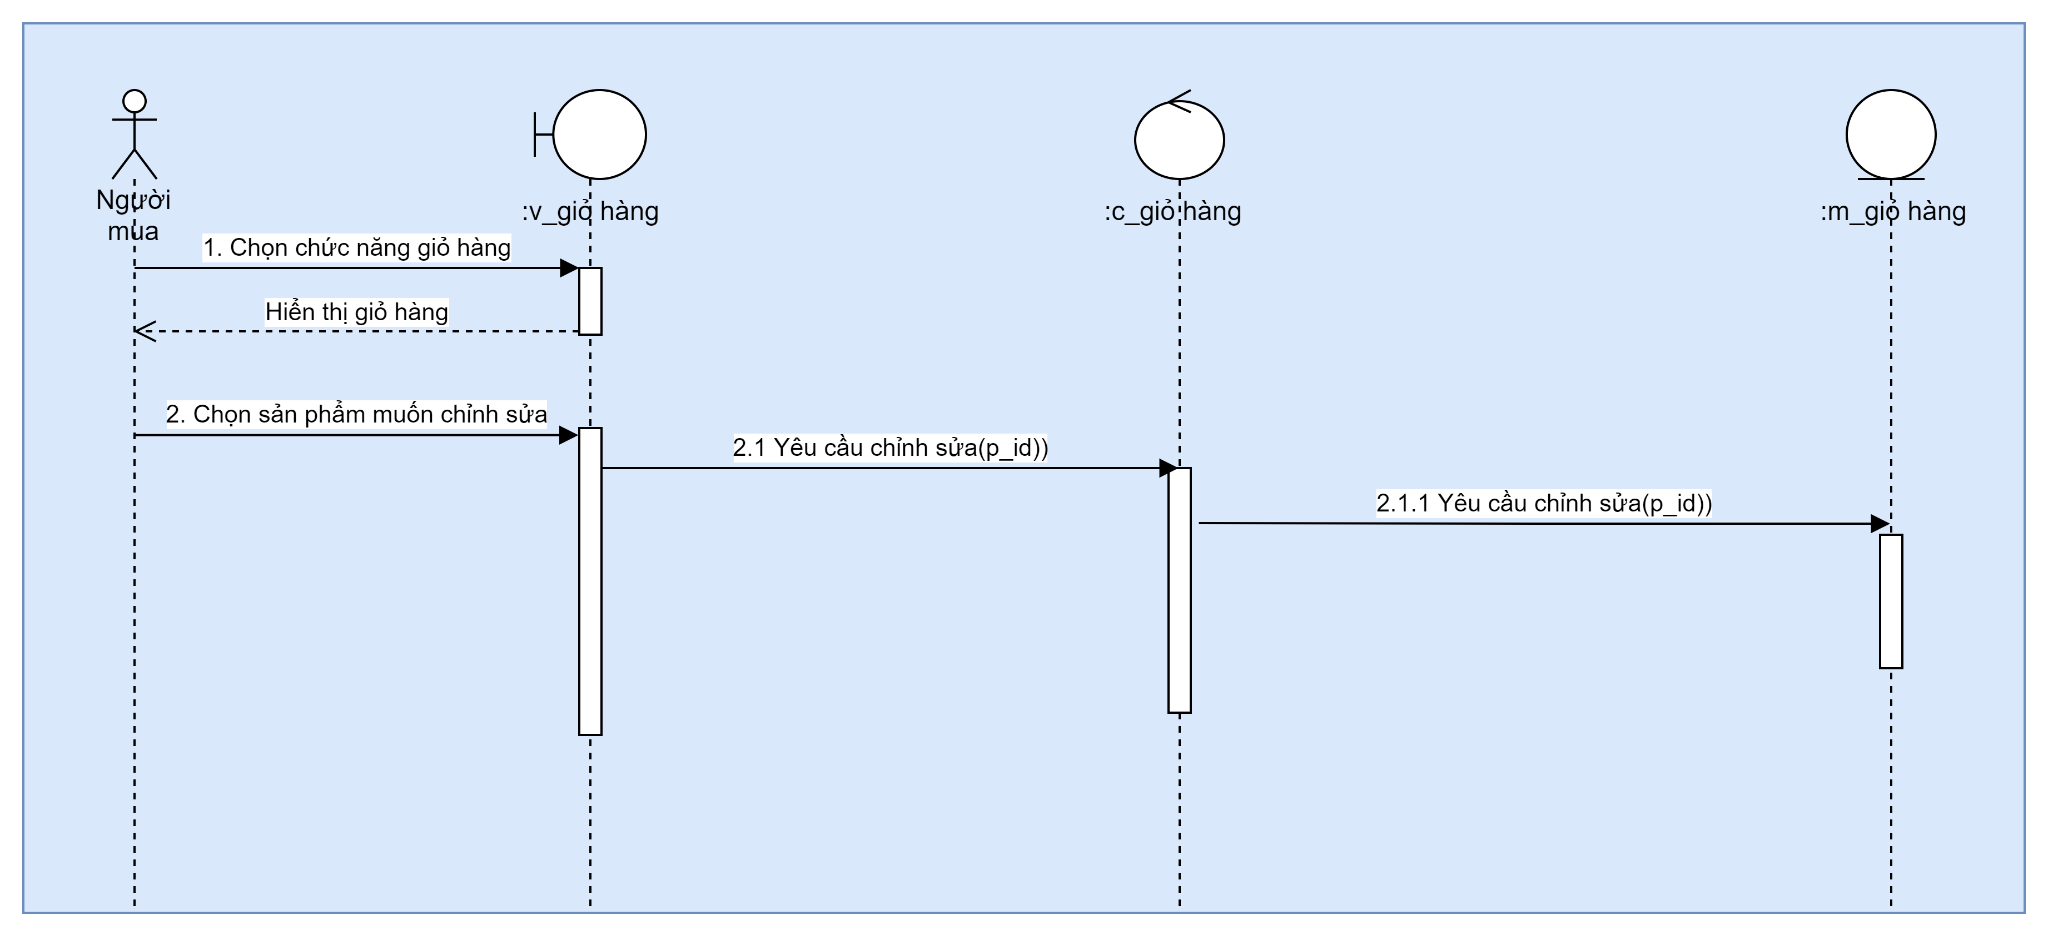 Người
mua
:v_giỏ hàng
:c_giỏ hàng
:m_giỏ hàng
1. Chọn chức năng giỏ hàng
Hiển thị giỏ hàng
2. Chọn sản phẩm muốn chỉnh sửa
2.1 Yêu cầu chỉnh sửa(p_id))
2.1.1 Yêu cầu chỉnh sửa(p_id))